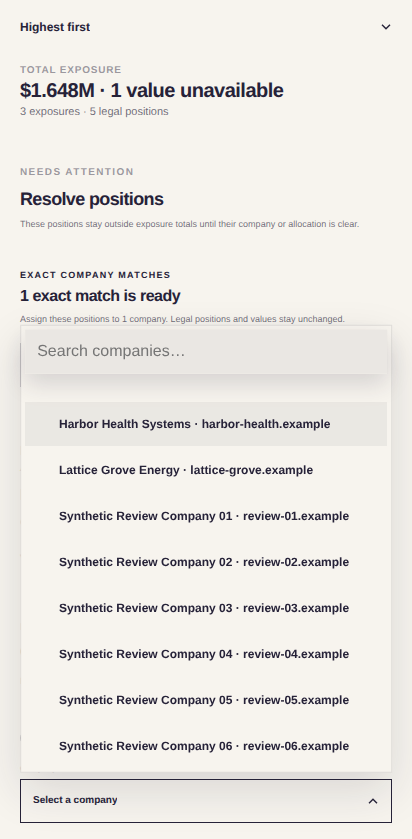 Highest first
TOTAL EXPOSURE
$1.648M · 1 value unavailable
3 exposures · 5 legal positions
NEEDS ATTENTION
Resolve positions
These positions stay outside exposure totals until their company or allocation is clear.
EXACT COMPANY MATCHES
1 exact match is ready
Assign these positions to 1 company. Legal positions and values stay unchanged.
Search companies…
Harbor Health Systems · harbor-health.example
Lattice Grove Energy · lattice-grove.example
Synthetic Review Company 01 · review-01.example
Synthetic Review Company 02 · review-02.example
Synthetic Review Company 03 · review-03.example
Synthetic Review Company 04 · review-04.example
Synthetic Review Company 05 · review-05.example
Synthetic Review Company 06 · review-06.example
Select a company